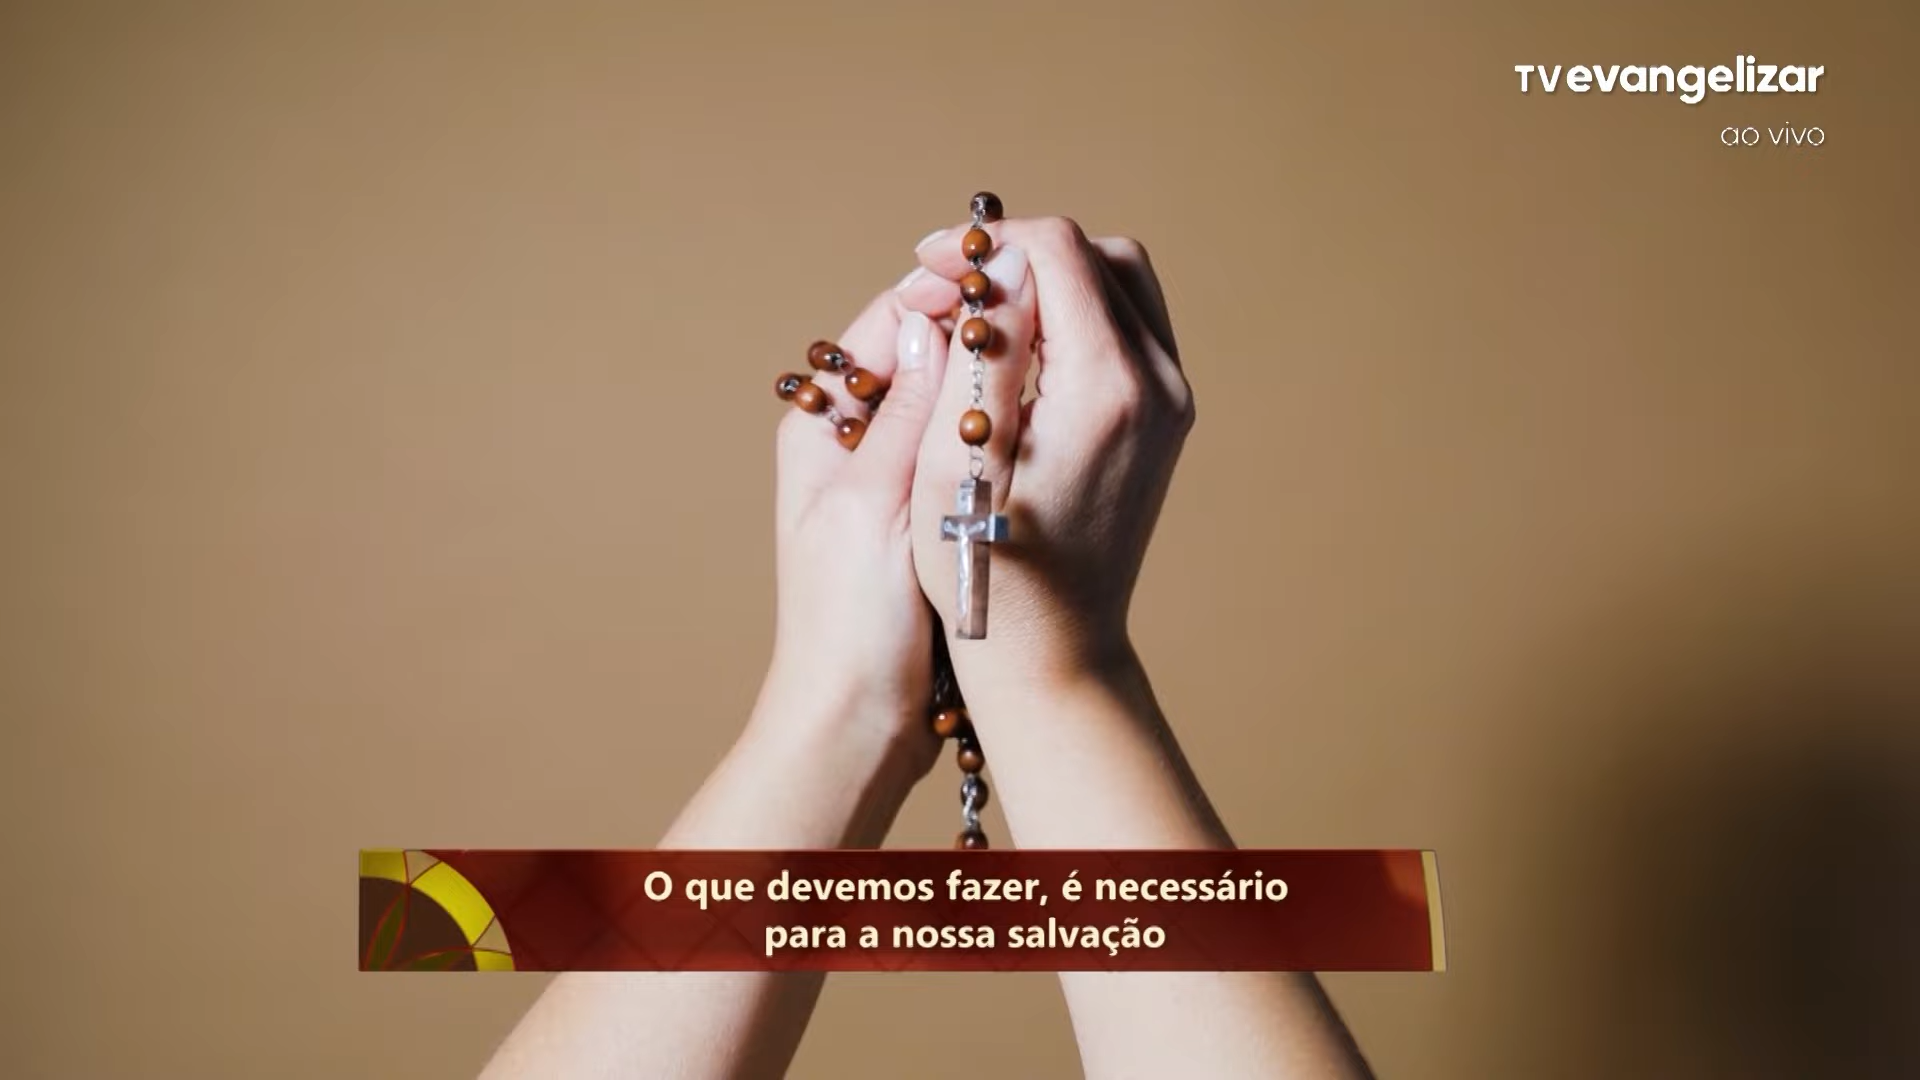 TVevangelizar
ao vivo
O que devemos fazer, é necessário
para a nossa salvação